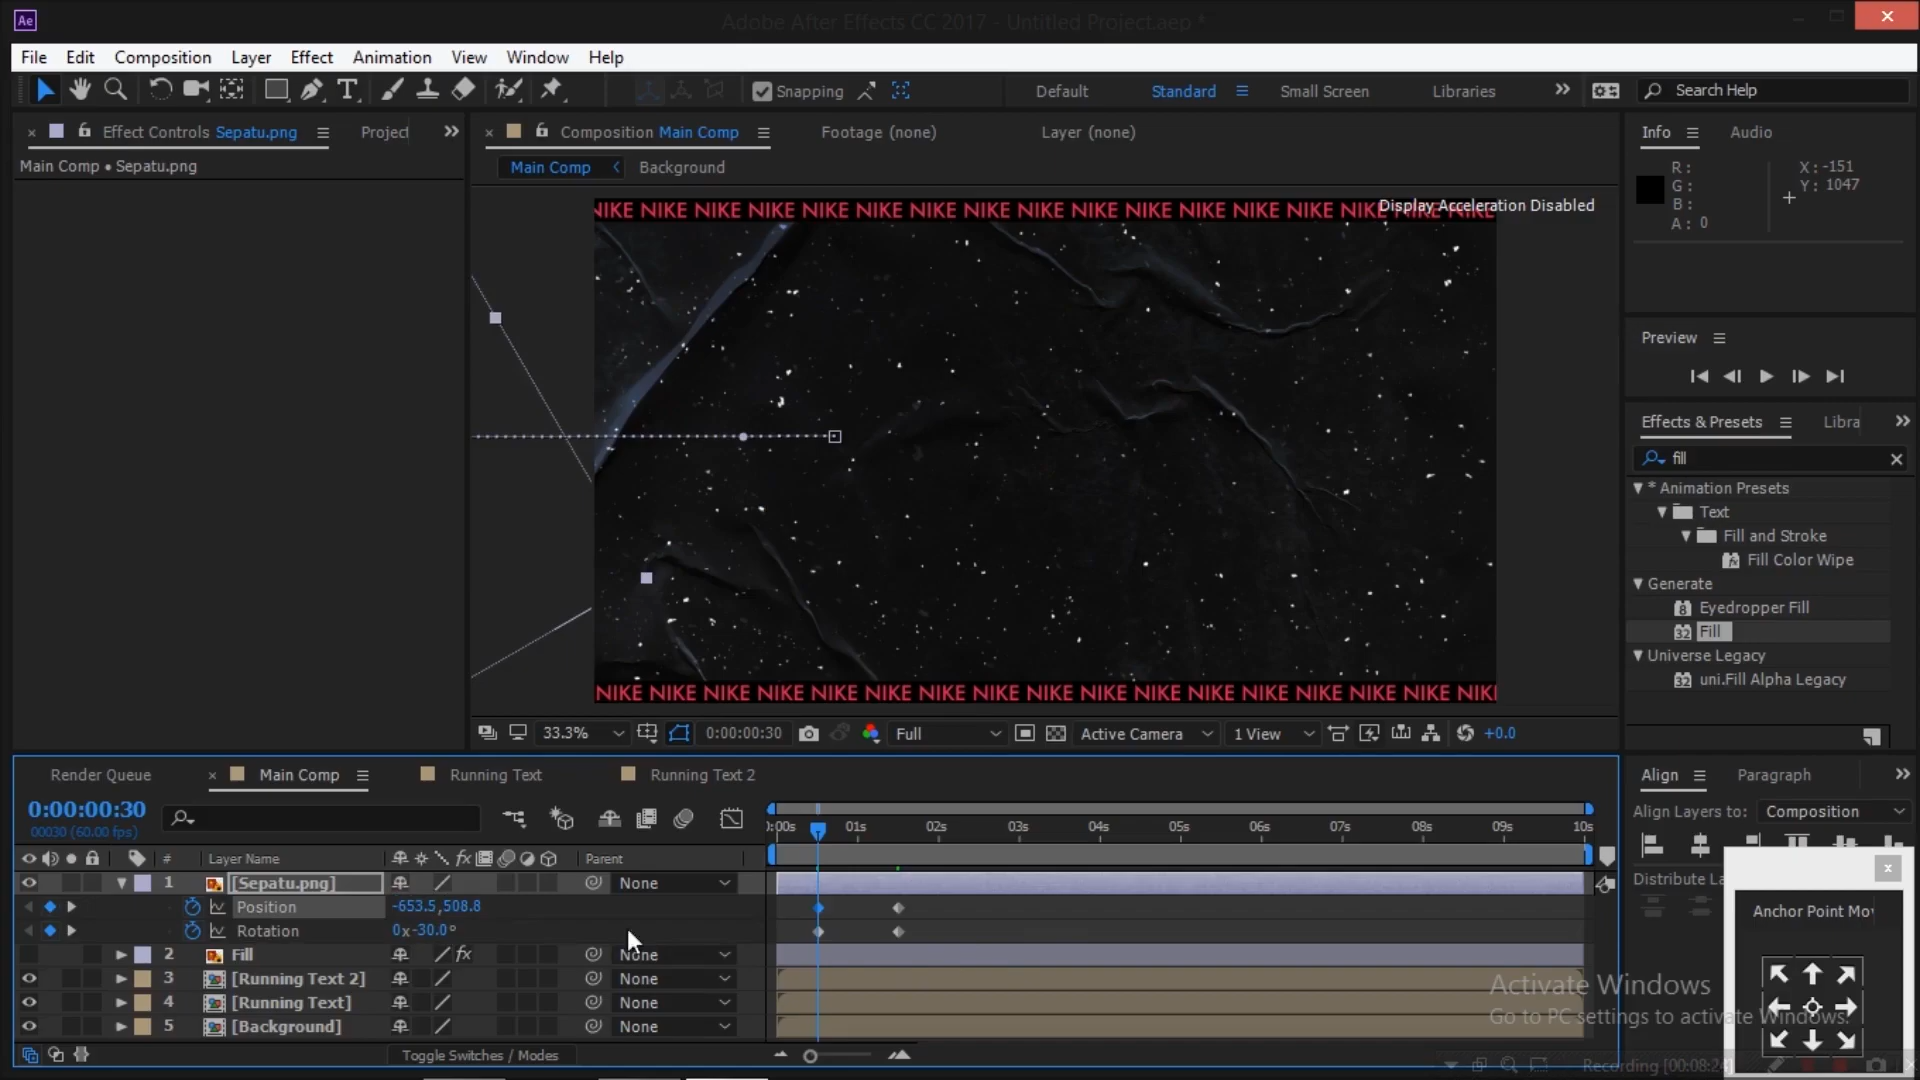 Ae
Adobe After Effects CC 2017 - Untitled Project.aep *
File Edit Composition Layer Effect Animation View Window Help
Snapping Default Standard Small Screen Libraries Search Help
Effect Controls Sepatu.png Project
Composition Main Comp Footage (none) Layer (none)
Info Audio
Main Comp • Sepatu.png
Main Comp Background
R : X : -151
G : Y : 1047
B :
A : 0
NIKE NIKE NIKE NIKE NIKE NIKE NIKE NIKE NIKE NIKE NIKE NIKE NIKE NIKE NIKE NIKE NIKE
Display Acceleration Disabled
Preview
Effects & Presets Libra
fill
* Animation Presets
Text
Fill and Stroke
Fill Color Wipe
Generate
Eyedropper Fill
Fill
Universe Legacy
uni.Fill Alpha Legacy
NIKE NIKE NIKE NIKE NIKE NIKE NIKE NIKE NIKE NIKE NIKE NIKE NIKE NIKE NIKE NIKE NIKI
33.3% 0:00:00:30 Full Active Camera 1 View +0.0
Render Queue Main Comp Running Text Running Text 2
Align Paragraph
0:00:00:30
00030 (60.00 fps)
Align Layers to: Composition
0:00s 01s 02s 03s 04s 05s 06s 07s 08s 09s 10s
# Layer Name Parent
Distribute La
1 [Sepatu.png] None
Position -653.5,508.8
Rotation 0x-30.0°
2 Fill None
3 [Running Text 2] None
4 [Running Text] None
5 [Background] None
Toggle Switches / Modes
Anchor Point Mov
Activate Windows
Go to PC settings to activate Windows.
Recording [00:08:24]